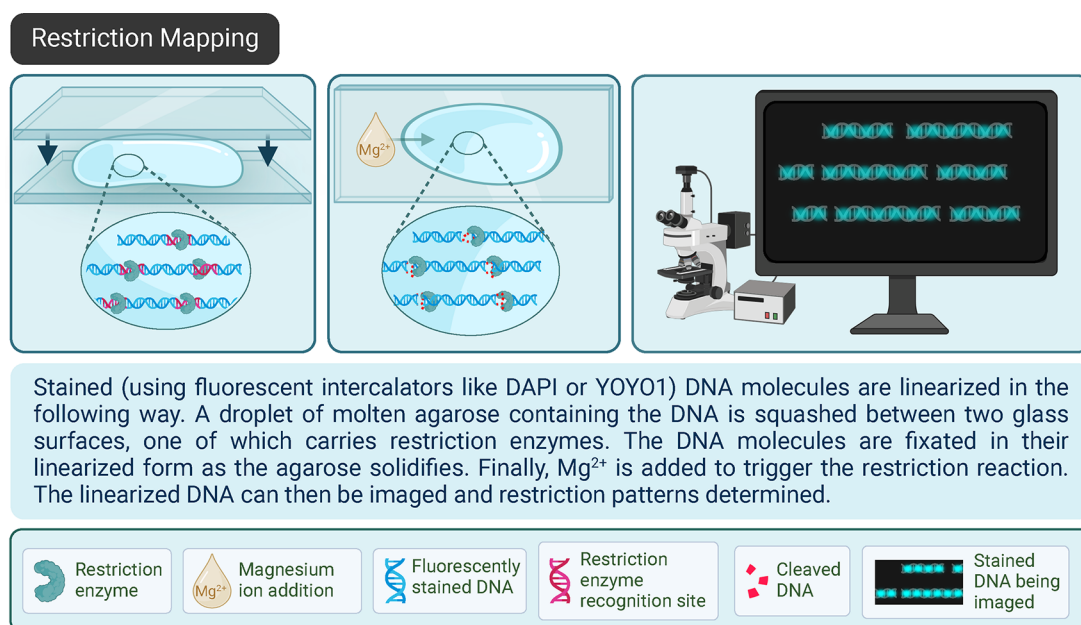 Restriction Mapping
Mg²⁺
Stained (using fluorescent intercalators like DAPI or YOYO1) DNA molecules are linearized in the
following way. A droplet of molten agarose containing the DNA is squashed between two glass
surfaces, one of which carries restriction enzymes. The DNA molecules are fixated in their
linearized form as the agarose solidifies. Finally, Mg²⁺ is added to trigger the restriction reaction.
The linearized DNA can then be imaged and restriction patterns determined.
Restriction
enzyme
Mg²⁺
Magnesium
ion addition
Fluorescently
stained DNA
Restriction
enzyme
recognition site
Cleaved
DNA
Stained
DNA being
imaged